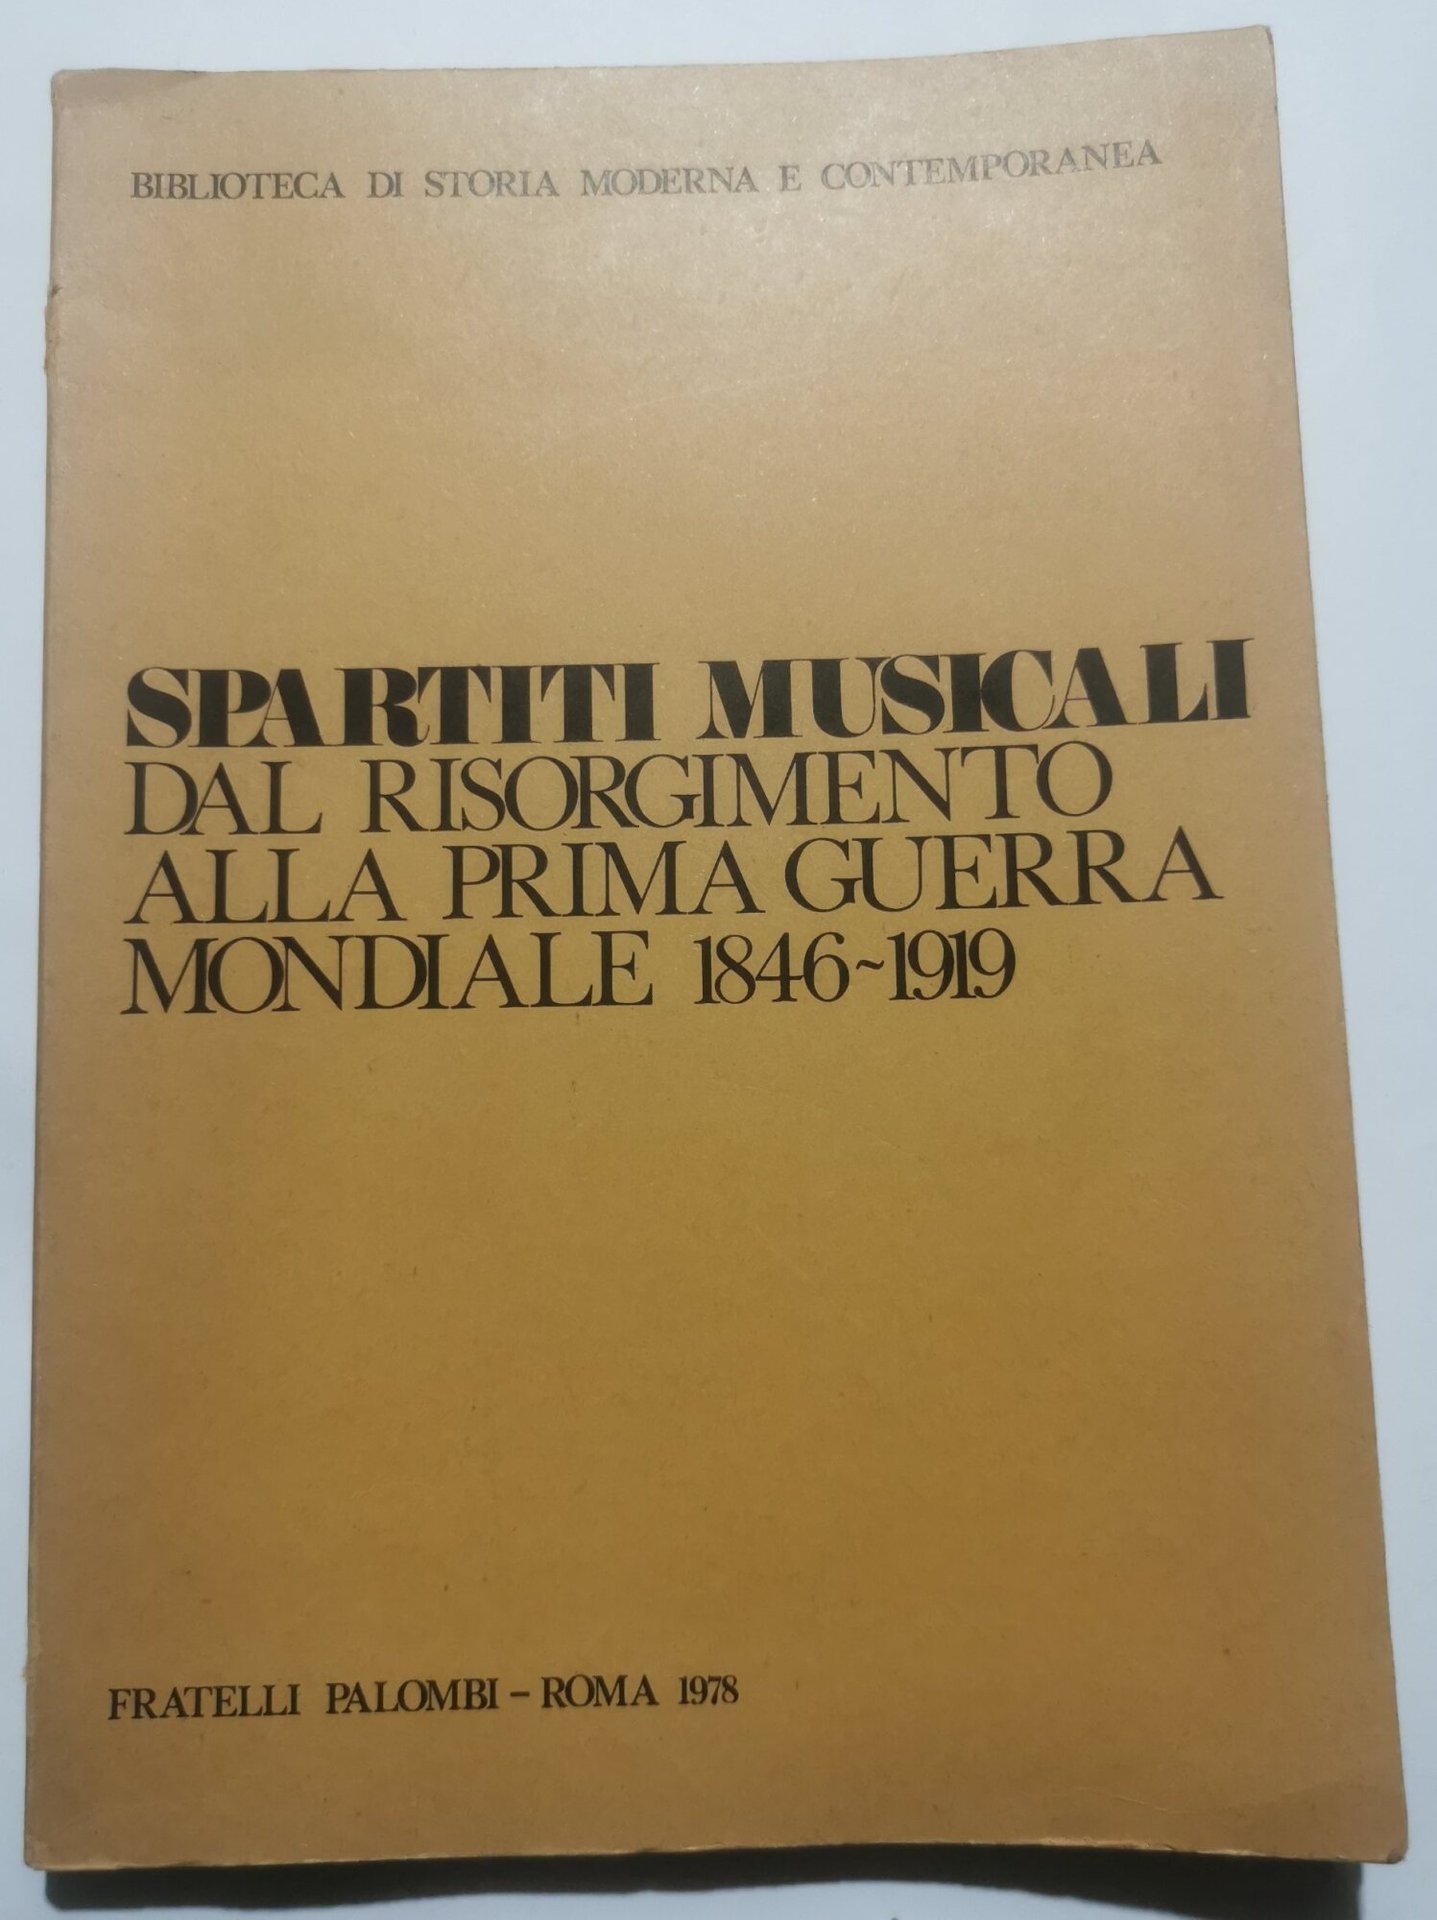 BIBLIOTECA DI STORIA MODERNA E CONTEMPORANEA
SPARTITI MUSICALI
DAL RISORGIMENTO
ALLA PRIMA GUERRA
MONDIALE 1846~1919
FRATELLI PALOMBI – ROMA 1978